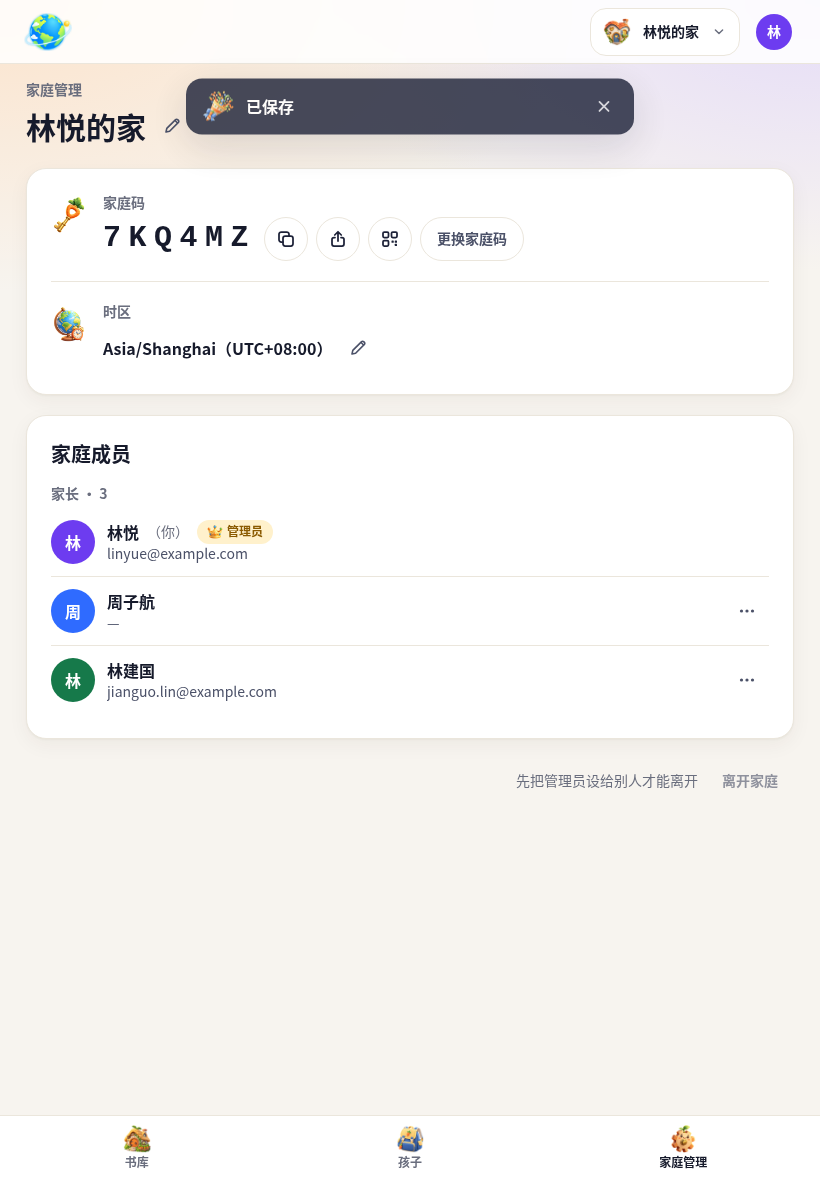 林悦的家
林
家庭管理
林悦的家
已保存
家庭码
7KQ4MZ
更换家庭码
时区
Asia/Shanghai（UTC+08:00）
家庭成员
家长 · 3
林
林悦 （你） 管理员
linyue@example.com
周
周子航
—
林
林建国
jianguo.lin@example.com
先把管理员设给别人才能离开 离开家庭
书库
孩子
家庭管理